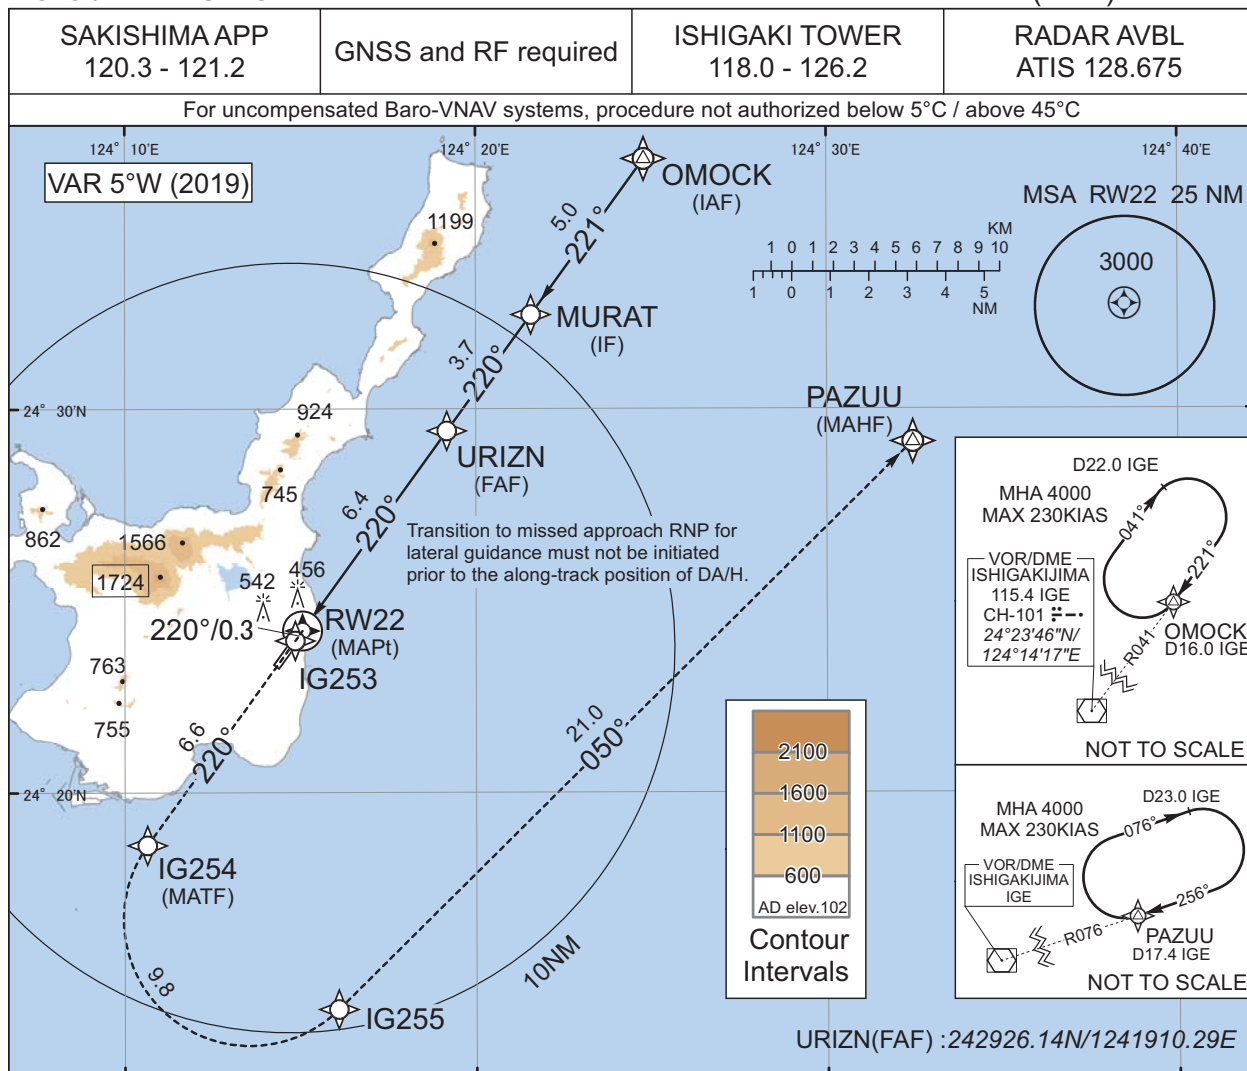 SAKISHIMA APP
120.3 - 121.2
GNSS and RF required
ISHIGAKI TOWER
118.0 - 126.2
RADAR AVBL
ATIS 128.675
For uncompensated Baro-VNAV systems, procedure not authorized below 5°C / above 45°C
124° 10'E
124° 20'E
124° 30'E
124° 40'E
VAR 5°W (2019)
OMOCK
(IAF)
MSA RW22 25 NM
3000
1199
5.0
221°
KM
1 0 1 2 3 4 5 6 7 8 9 10
1 0 1 2 3 4 5
NM
MURAT
(IF)
3.7
220°
PAZUU
(MAHF)
24° 30'N
924
URIZN
(FAF)
745
6.4
220°
862
1566
1724
542
456
Transition to missed approach RNP for
lateral guidance must not be initiated
prior to the along-track position of DA/H.
220°/0.3
RW22
(MAPt)
IG253
763
755
6.6
220°
21.0
050°
24° 20'N
IG254
(MATF)
9.8
IG255
10NM
2100
1600
1100
600
AD elev.102
Contour
Intervals
D22.0 IGE
MHA 4000
MAX 230KIAS
041°
221°
VOR/DME
ISHIGAKIJIMA
115.4 IGE
CH-101
24°23'46"N/
124°14'17"E
R041
OMOCK
D16.0 IGE
NOT TO SCALE
D23.0 IGE
MHA 4000
MAX 230KIAS
076°
256°
VOR/DME
ISHIGAKIJIMA
IGE
R076
PAZUU
D17.4 IGE
NOT TO SCALE
URIZN(FAF) :242926.14N/1241910.29E